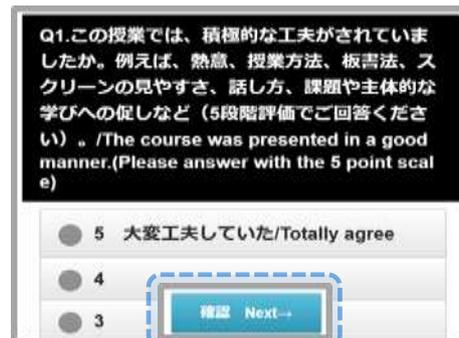 Q1.この授業では、積極的な工夫がされていま
したか。例えば、熱意、授業方法、板書法、ス
クリーンの見やすさ、話し方、課題や主体的な
学びへの促しなど（5段階評価でご回答くださ
い）。/The course was presented in a good
manner.(Please answer with the 5 point scal
e)
5 大変工夫していた/Totally agree
4
3
確認 Next→